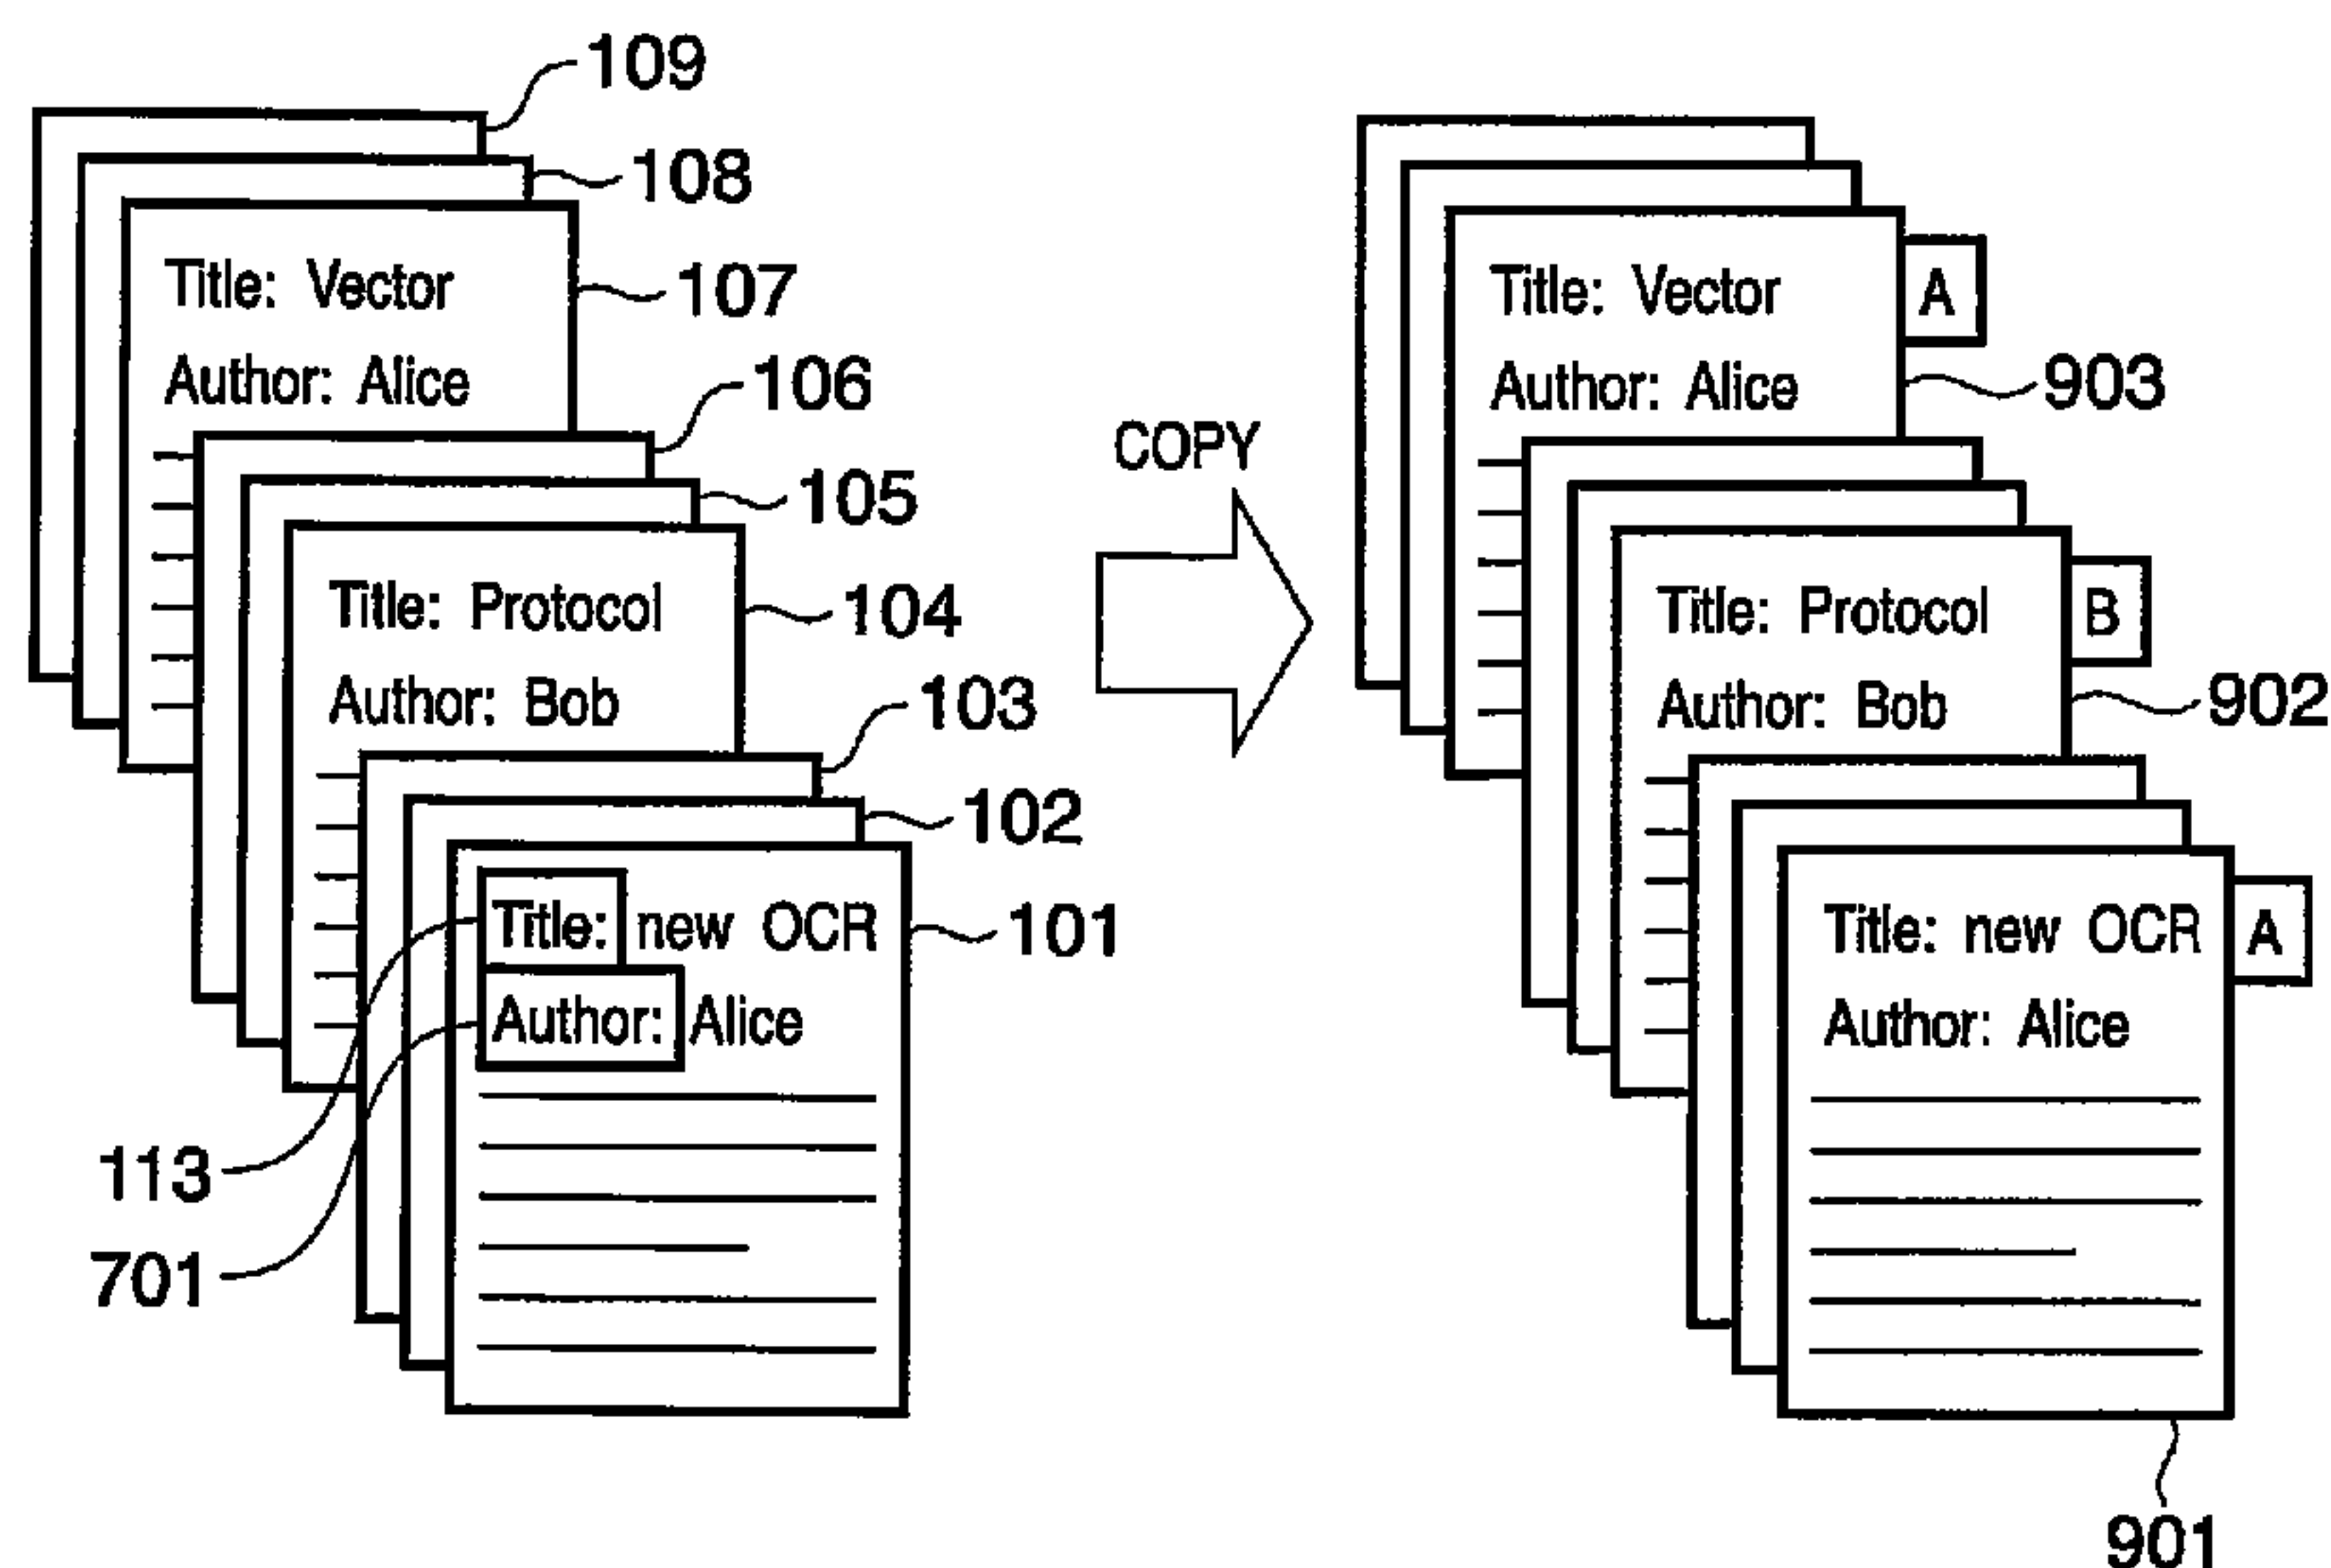 109
108
Title: Vector
107
Author: Alice
106
105
Title: Protocol
104
Author: Bob
103
102
Title: new OCR
101
Author: Alice
113
701
COPY
Title: Vector
A
Author: Alice
903
Title: Protocol
B
Author: Bob
902
Title: new OCR
A
Author: Alice
901